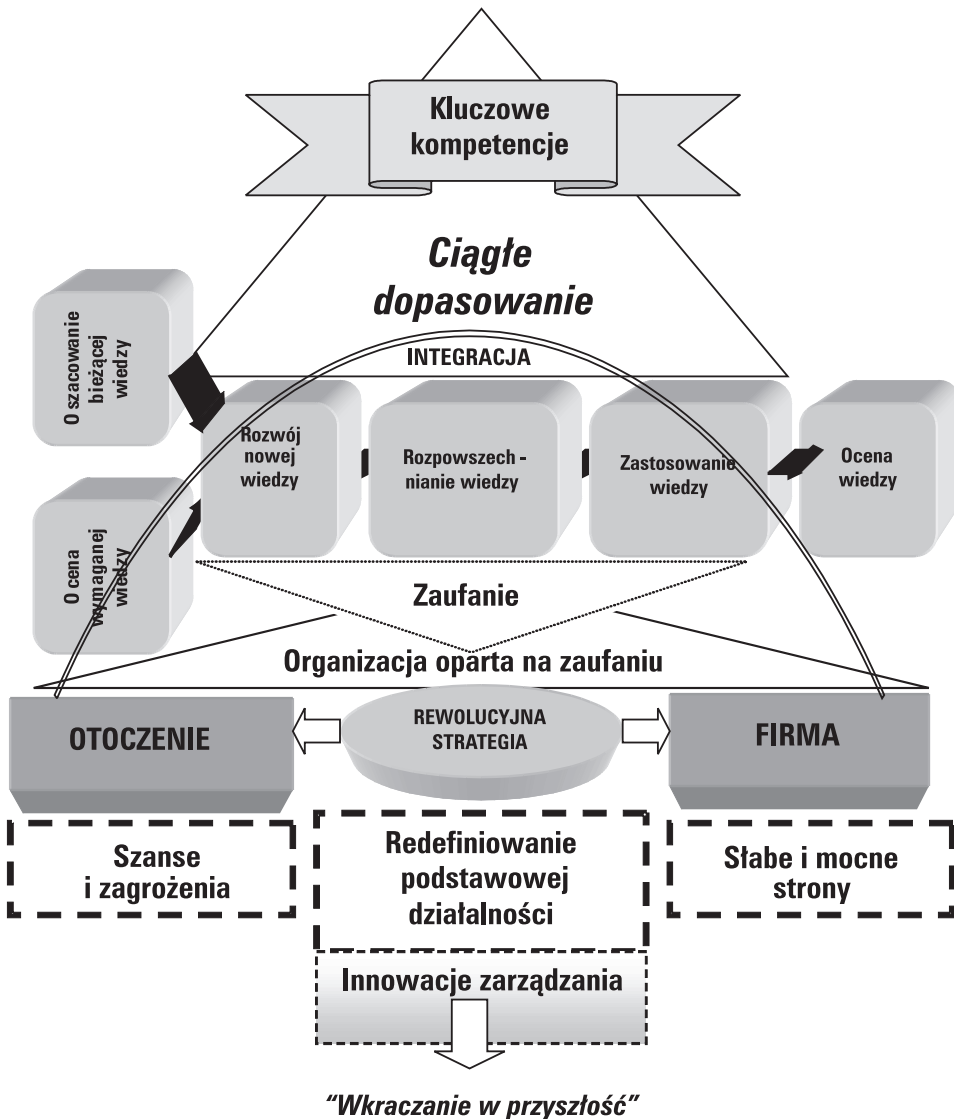 Kluczowe
kompetencje
Ciągłe
dopasowanie
INTEGRACJA
O szacowanie
bieżącej
wiedzy
O cena
wymaganej
wiedzy
Rozwój
nowej
wiedzy
Rozpowszech -
nianie wiedzy
Zastosowanie
wiedzy
Ocena
wiedzy
Zaufanie
Organizacja oparta na zaufaniu
OTOCZENIE
REWOLUCYJNA
STRATEGIA
FIRMA
Szanse
i zagrożenia
Redefiniowanie
podstawowej
działalności
Słabe i mocne
strony
Innowacje zarządzania
“Wkraczanie w przyszłość”